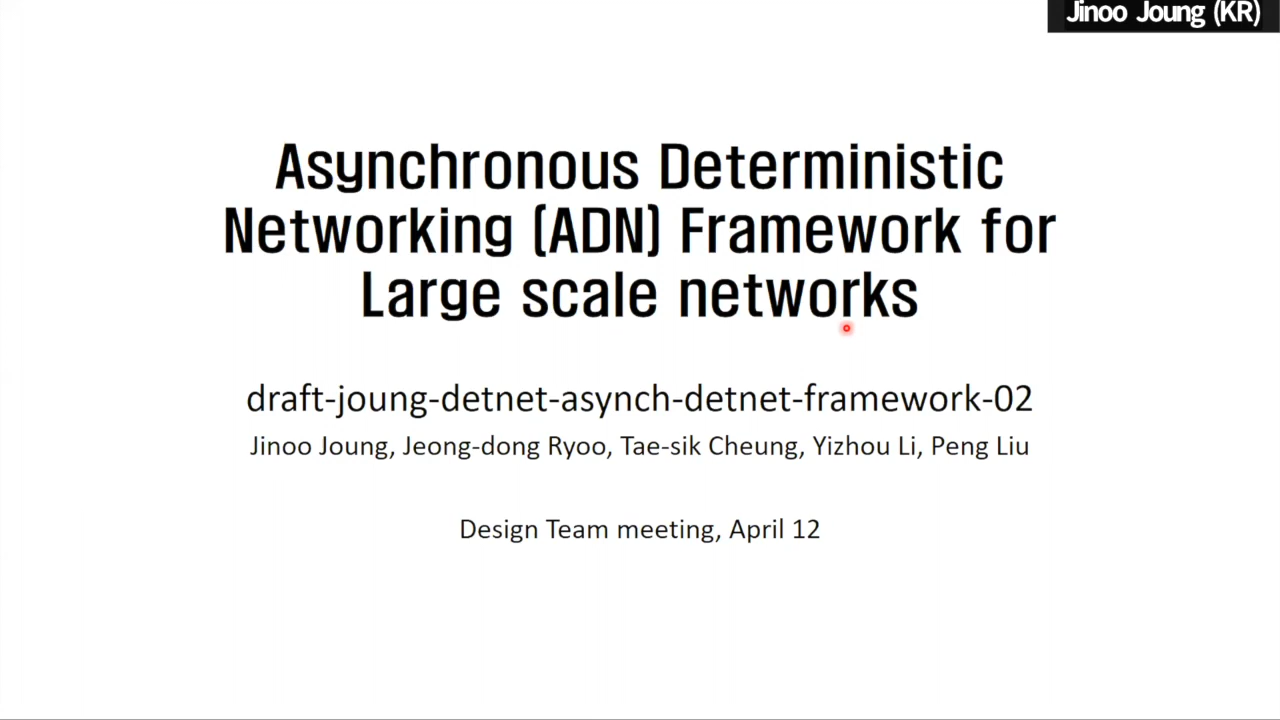 Jinoo Joung (KR)
Asynchronous Deterministic
Networking (ADN) Framework for
Large scale networks
draft-joung-detnet-asynch-detnet-framework-02
Jinoo Joung, Jeong-dong Ryoo, Tae-sik Cheung, Yizhou Li, Peng Liu
Design Team meeting, April 12